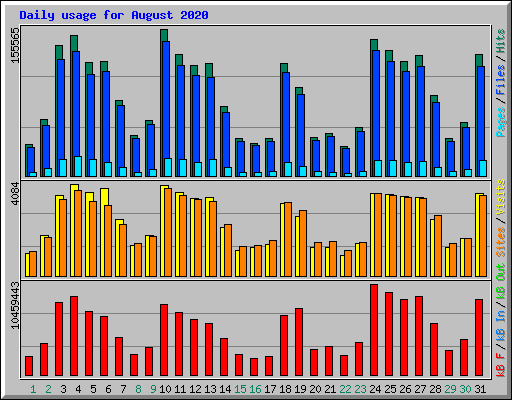 Daily usage for August 2020
155565
Pages / Files / Hits
4084
Sites / Visits
10459443
kB F / kB In / kB Out
1 2 3 4 5 6 7 8 9 10 11 12 13 14 15 16 17 18 19 20 21 22 23 24 25 26 27 28 29 30 31